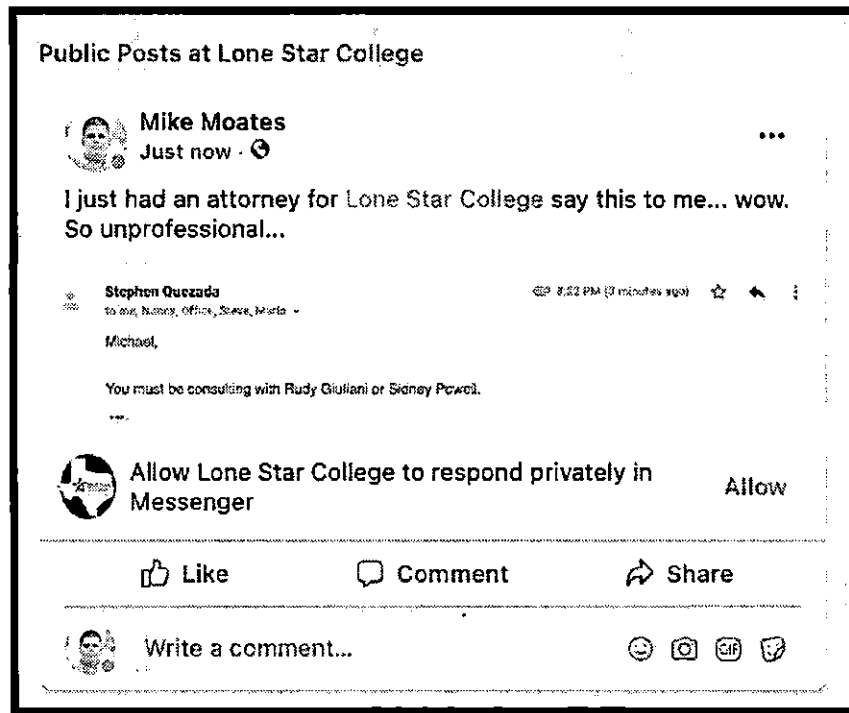 Public Posts at Lone Star College
Mike Moates
Just now ·
I just had an attorney for Lone Star College say this to me... wow.
So unprofessional...
Stephen Quezada
8:22 PM (3 minutes ago)
to me, Nancy, Office, Steve, Maria
Michael,
You must be consulting with Rudy Giuliani or Sidney Powell.
Allow Lone Star College to respond privately in
Messenger
Allow
Like
Comment
Share
Write a comment...
GIF